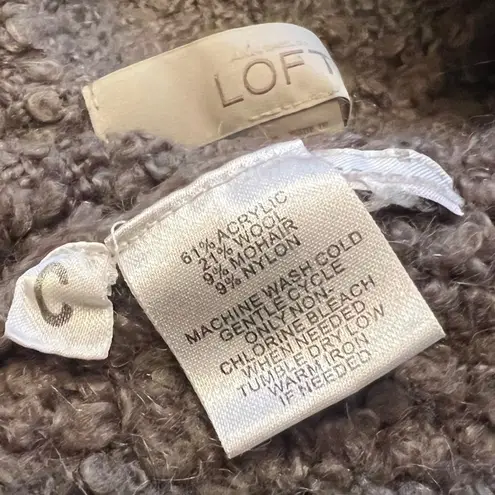 LOFT
C
61% ACRYLIC
21% WOOL
9% MOHAIR
9% NYLON
MACHINE WASH COLD
GENTLE CYCLE
ONLY NON-
CHLORINE BLEACH
WHEN NEEDED
TUMBLE DRY LOW
WARM IRON
IF NEEDED